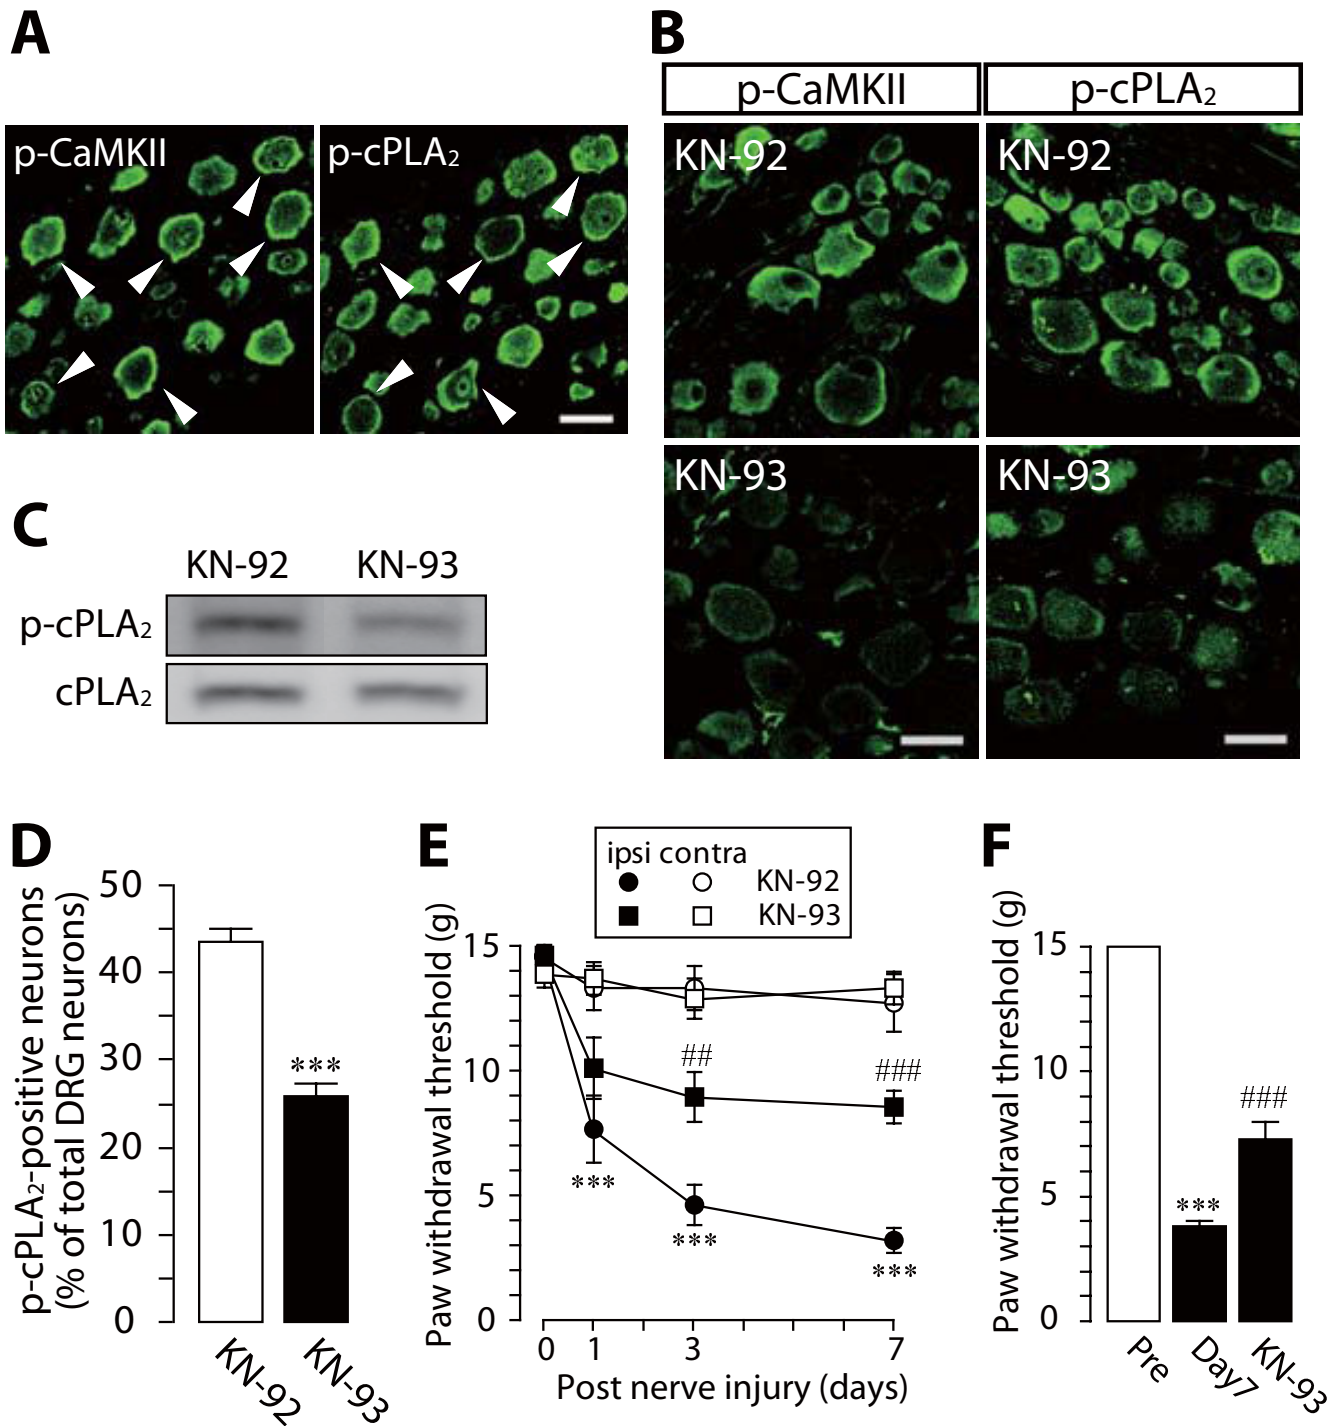 A
p-CaMKII
p-cPLA2
B
p-CaMKII
p-cPLA2
KN-92
KN-92
KN-93
KN-93
C
KN-92 KN-93
p-cPLA2
cPLA2
D
p-cPLA2-positive neurons
(% of total DRG neurons)
50
40
30
20
10
0
***
KN-92
KN-93
E
ipsi contra
KN-92
KN-93
Paw withdrawal threshold (g)
15
10
5
0
##
###
***
***
***
0 1 3 7
Post nerve injury (days)
F
Paw withdrawal threshold (g)
15
10
5
0
***
###
Pre
Day7
KN-93